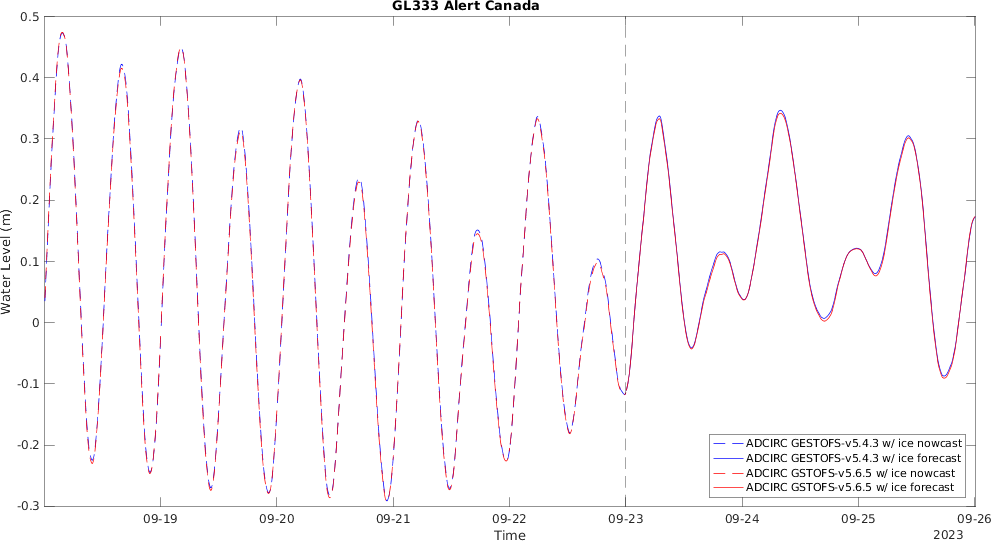 GL333 Alert Canada
0.5
0.4
0.3
0.2
0.1
0
-0.1
-0.2
-0.3
Water Level (m)
ADCIRC GESTOFS-v5.4.3 w/ ice nowcast
ADCIRC GESTOFS-v5.4.3 w/ ice forecast
ADCIRC GSTOFS-v5.6.5 w/ ice nowcast
ADCIRC GSTOFS-v5.6.5 w/ ice forecast
09-19 09-20 09-21 09-22 09-23 09-24 09-25 09-26
Time
2023